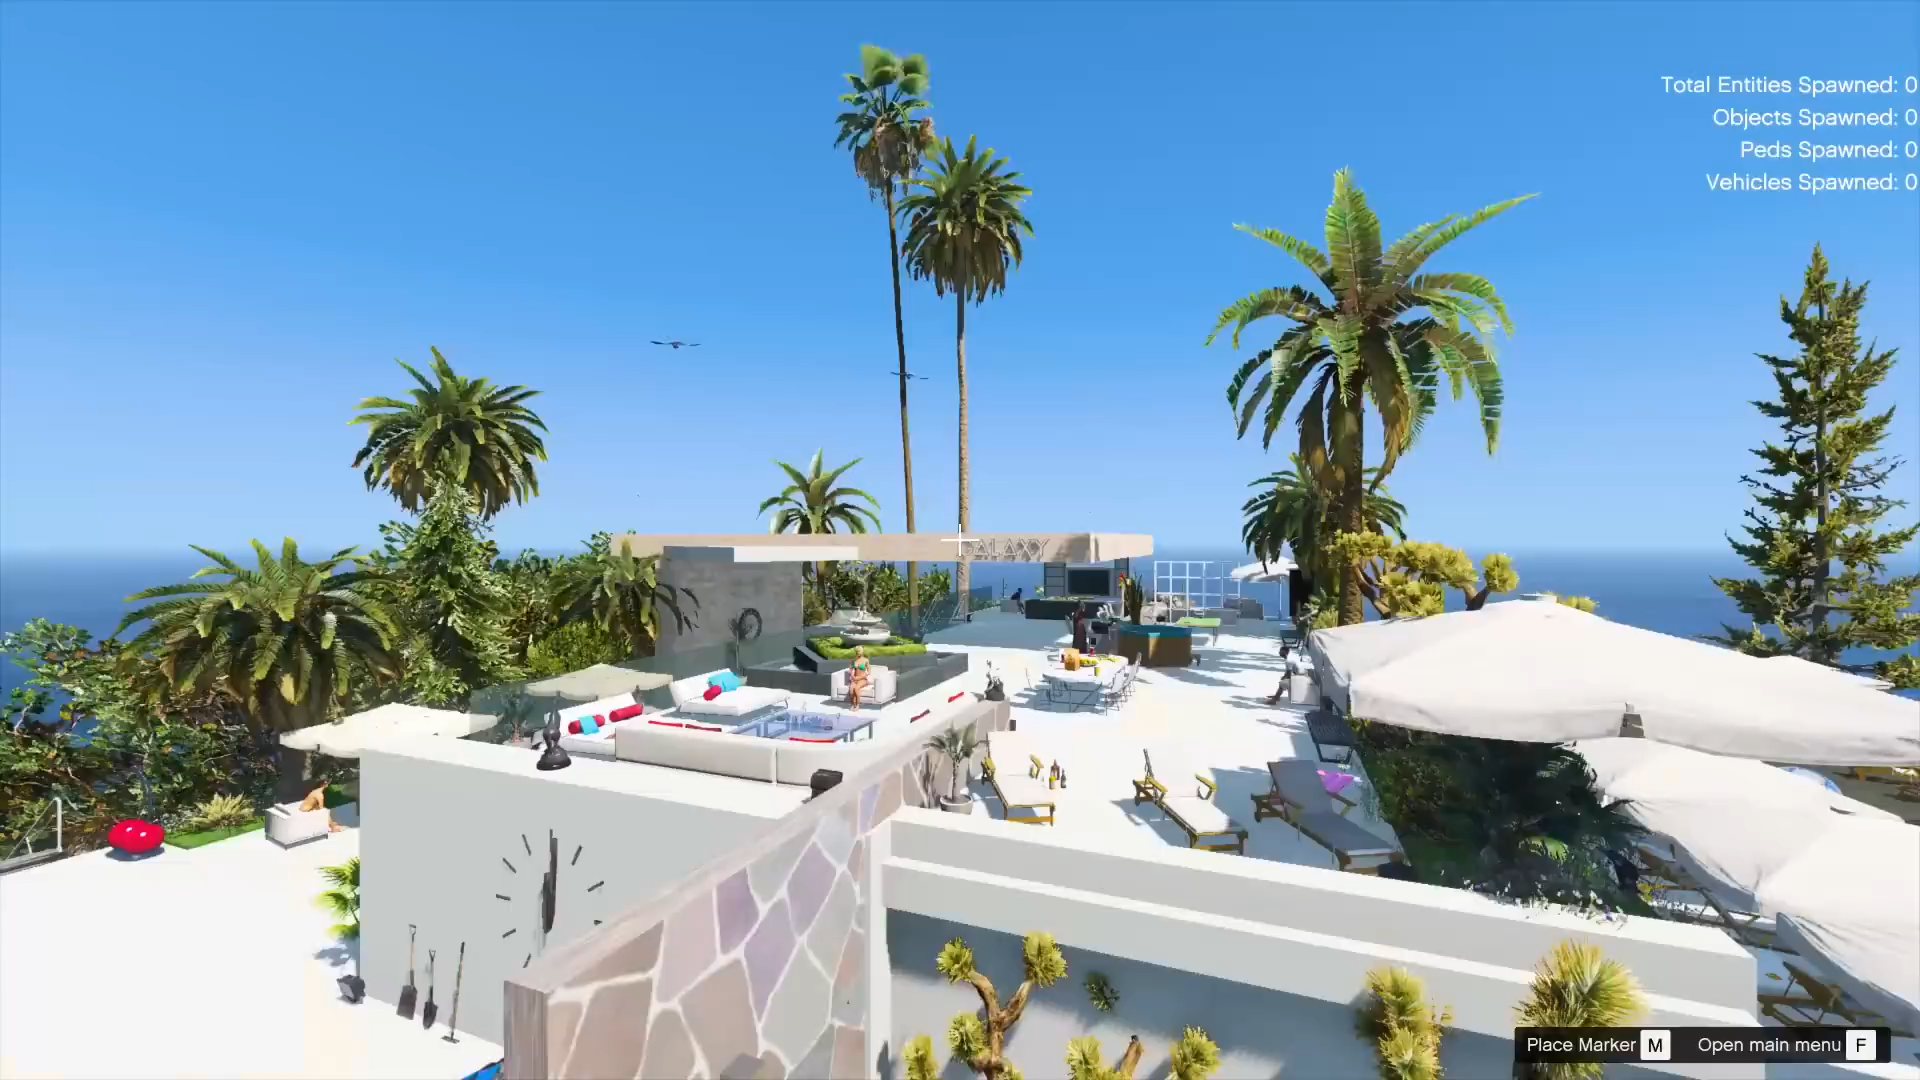 Total Entities Spawned: 0
Objects Spawned: 0
Peds Spawned: 0
Vehicles Spawned: 0
GALAXY
Place Marker M Open main menu F